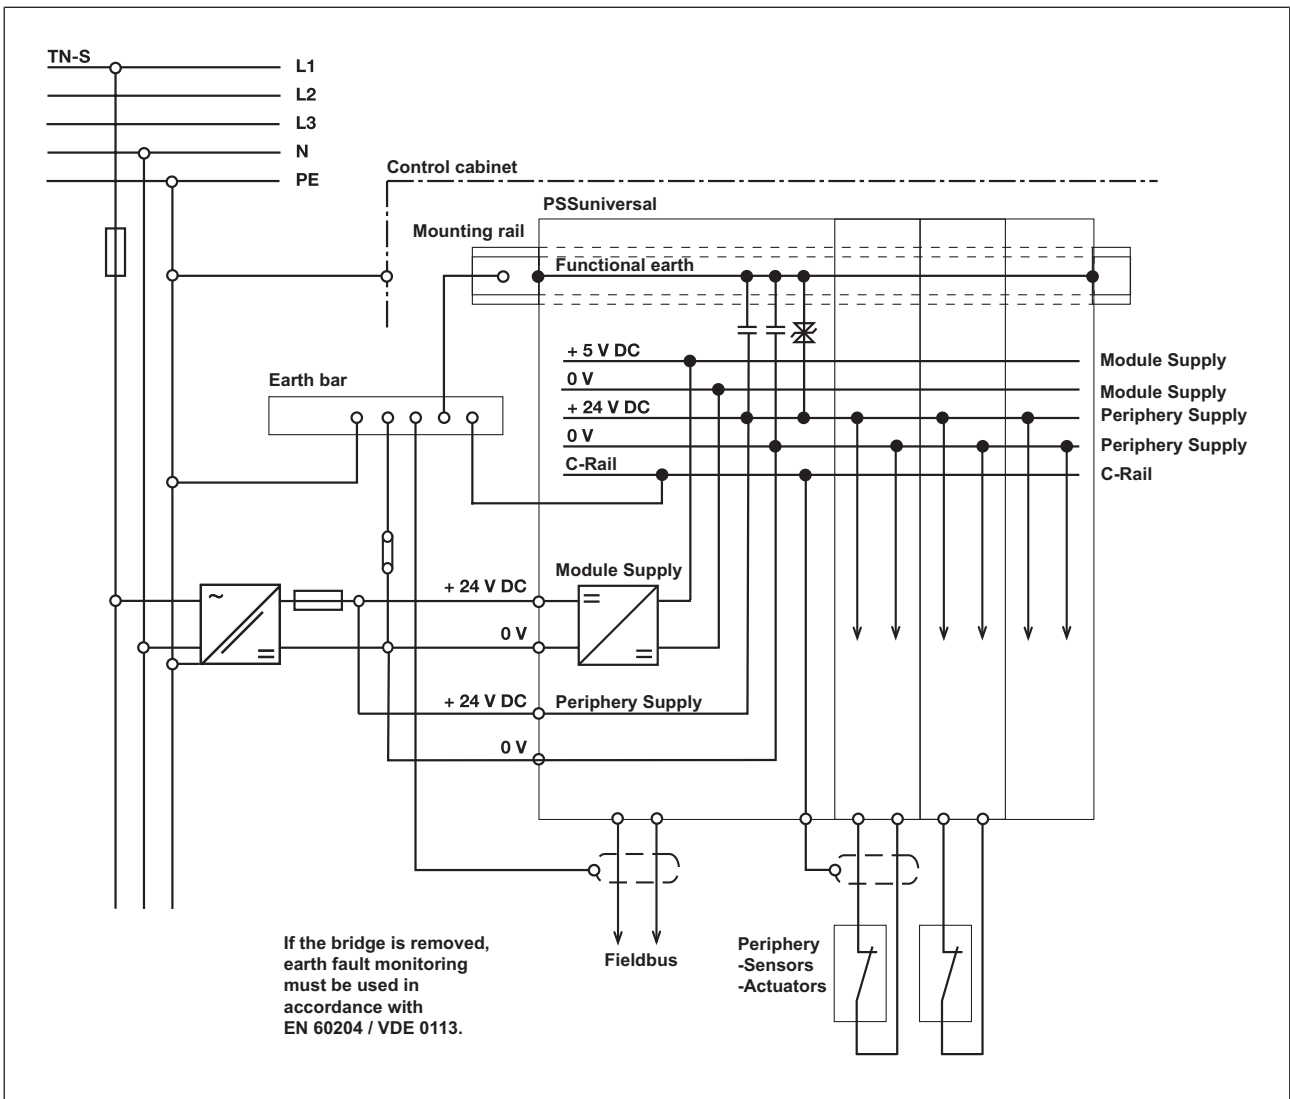 TN-S
L1
L2
L3
N
PE
Control cabinet
PSSuniversal
Mounting rail
Functional earth
+ 5 V DC
Module Supply
0 V
Module Supply
+ 24 V DC
Periphery Supply
0 V
Periphery Supply
C-Rail
C-Rail
Earth bar
Module Supply
+ 24 V DC
0 V
+ 24 V DC
Periphery Supply
0 V
If the bridge is removed,
earth fault monitoring
must be used in
accordance with
EN 60204 / VDE 0113.
Fieldbus
Periphery
-Sensors
-Actuators